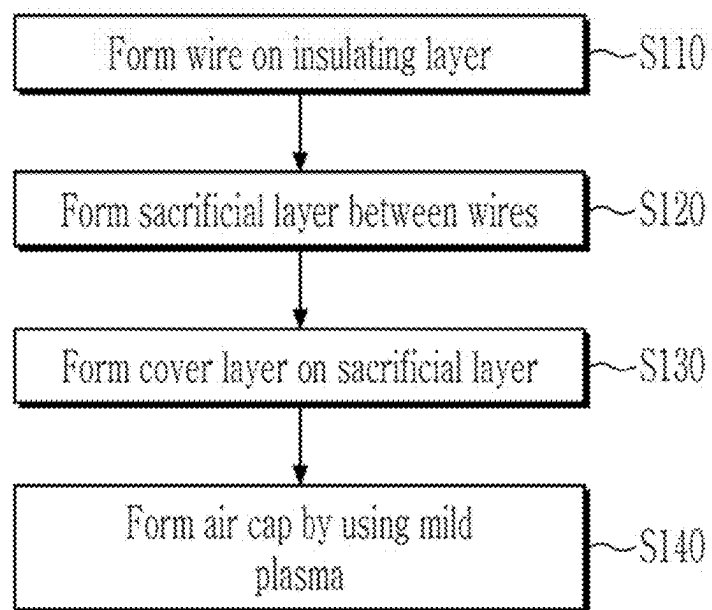 Form wire on insulating layer S110
Form sacrificial layer between wires S120
Form cover layer on sacrificial layer S130
Form air cap by using mild
plasma S140